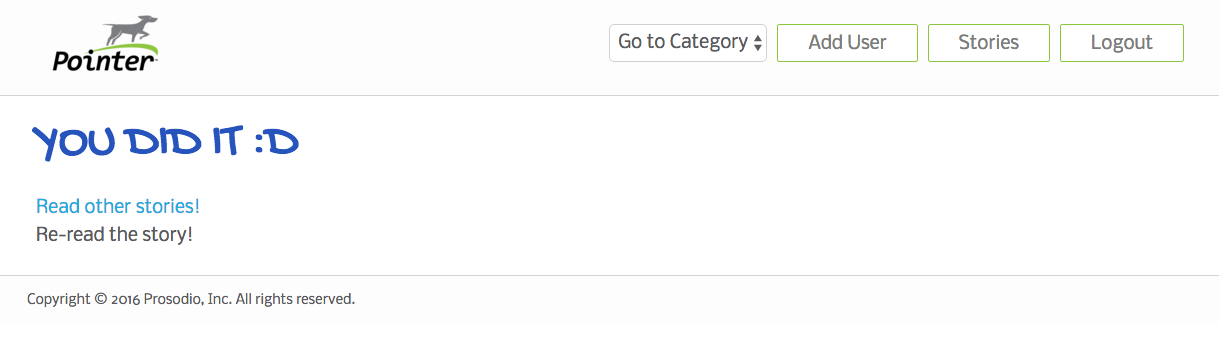 Pointer
Go to Category
Add User
Stories
Logout
YOU DID IT :D
Read other stories!
Re-read the story!
Copyright © 2016 Prosodio, Inc. All rights reserved.